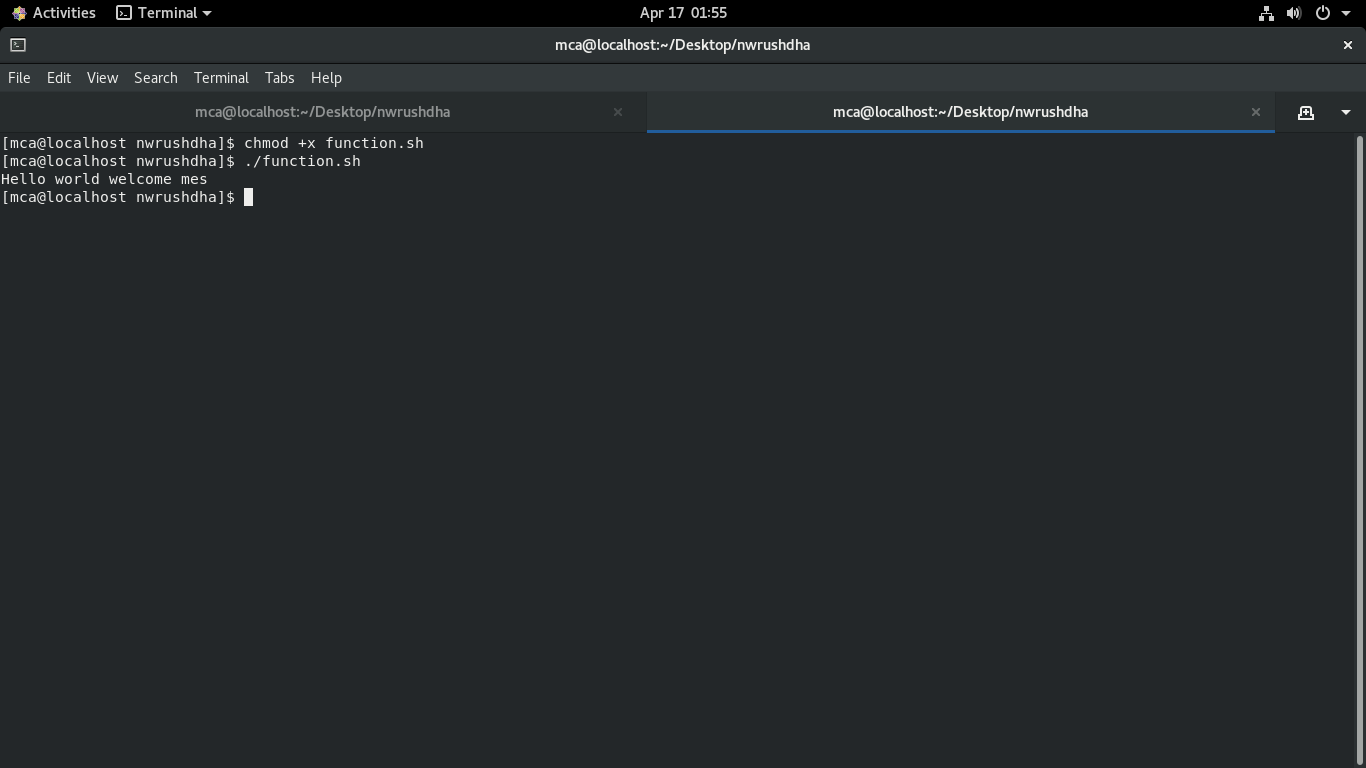 Activities Terminal Apr 17 01:55
mca@localhost:~/Desktop/nwrushdha
File Edit View Search Terminal Tabs Help
mca@localhost:~/Desktop/nwrushdha mca@localhost:~/Desktop/nwrushdha
[mca@localhost nwrushdha]$ chmod +x function.sh
[mca@localhost nwrushdha]$ ./function.sh
Hello world welcome mes
[mca@localhost nwrushdha]$